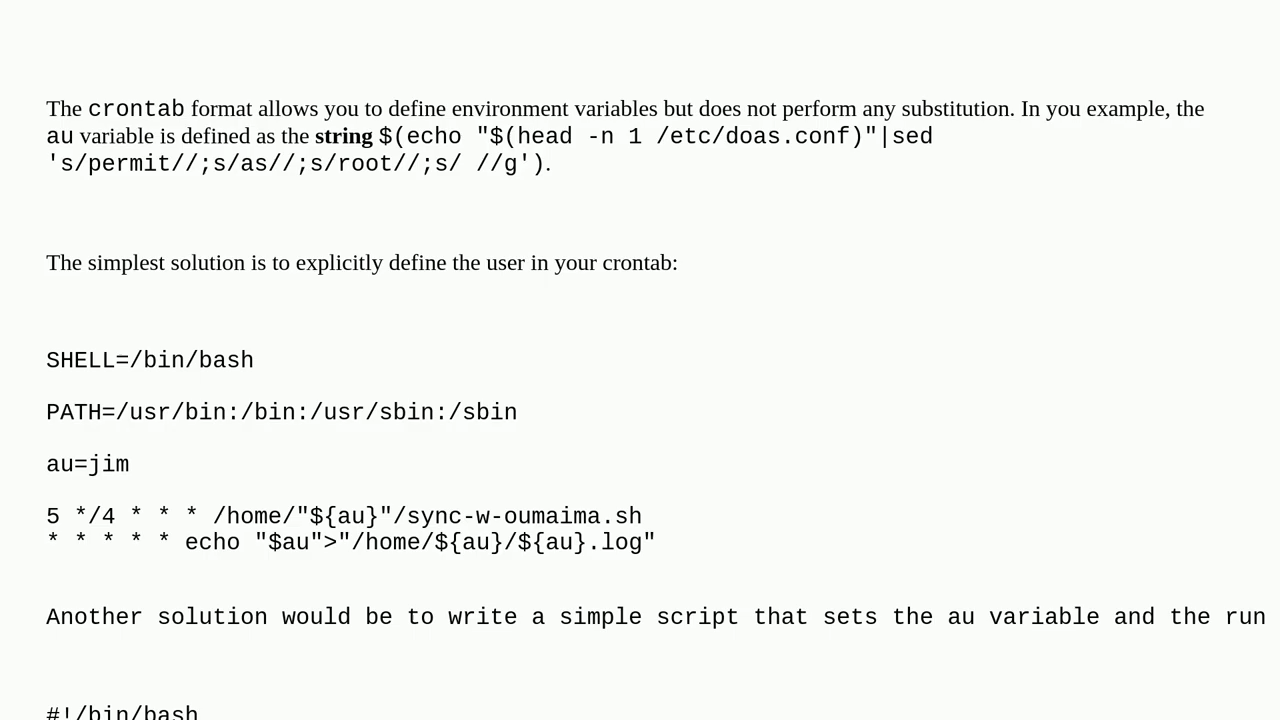 The crontab format allows you to define environment variables but does not perform any substitution. In you example, the
au variable is defined as the string $(echo "$(head -n 1 /etc/doas.conf)"|sed
's/permit//;s/as//;s/root//;s/ //g').
The simplest solution is to explicitly define the user in your crontab:
SHELL=/bin/bash
PATH=/usr/bin:/bin:/usr/sbin:/sbin
au=jim
5 */4 * * * /home/"${au}"/sync-w-oumaima.sh
* * * * * echo "$au">"/home/${au}/${au}.log"
Another solution would be to write a simple script that sets the au variable and the run
#!/bin/bash